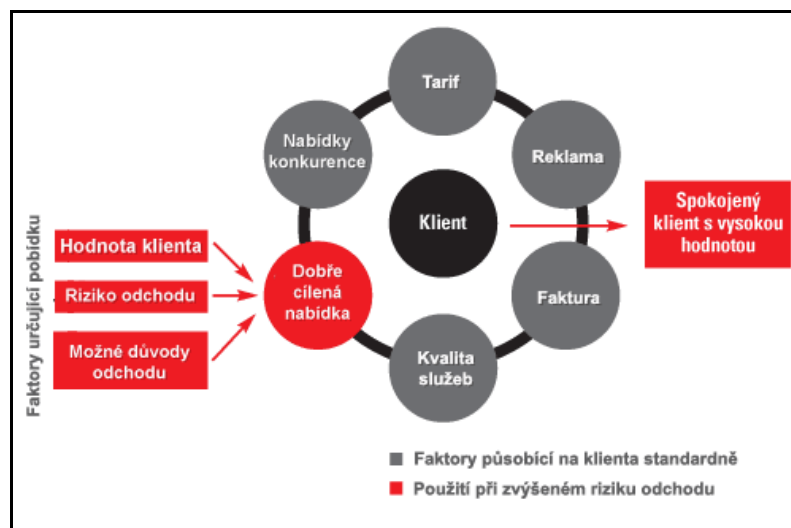 Tarif
Nabídky
konkurence
Reklama
Klient
Spokojený
klient s vysokou
hodnotou
Faktory určující pobídku
Hodnota klienta
Riziko odchodu
Možné důvody
odchodu
Dobře
cílená
nabídka
Faktura
Kvalita
služeb
Faktory působící na klienta standardně
Použití při zvýšeném riziku odchodu